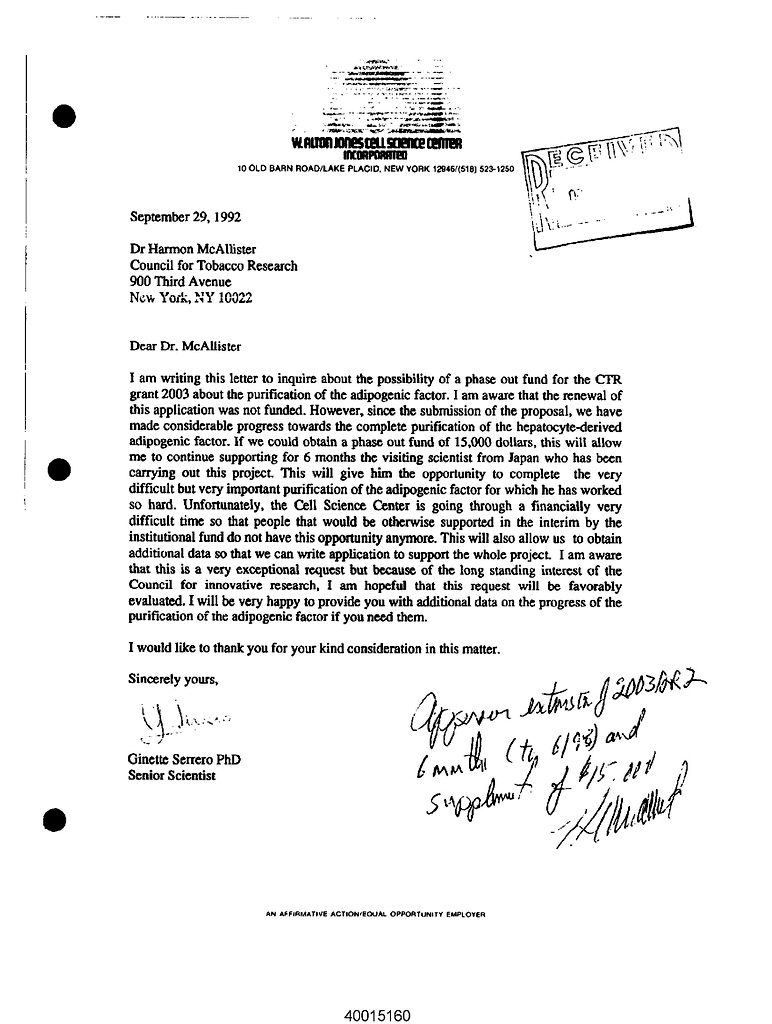 W. ALTON JONES CELL SCIENCE CENTER
INCORPORATED
10 OLD BARN ROAD/LAKE PLACID, NEW YORK 12946/(518) 523-1250
RECEIVED
September 29, 1992
Dr Harmon McAllister
Council for Tobacco Research
900 Third Avenue
New York, NY 10022
Dear Dr. McAllister
I am writing this letter to inquire about the possibility of a phase out fund for the CTR
grant 2003 about the purification of the adipogenic factor. I am aware that the renewal of
this application was not funded. However, since the submission of the proposal, we have
made considerable progress towards the complete purification of the hepatocyte-derived
adipogenic factor. If we could obtain a phase out fund of 15,000 dollars, this will allow
me to continue supporting for 6 months the visiting scientist from Japan who has been
carrying out this project. This will give him the opportunity to complete the very
difficult but very important purification of the adipogenic factor for which he has worked
so hard. Unfortunately, the Cell Science Center is going through a financially very
difficult time so that people that would be otherwise supported in the interim by the
institutional fund do not have this opportunity anymore. This will also allow us to obtain
additional data so that we can write application to support the whole project. I am aware
that this is a very exceptional request but because of the long standing interest of the
Council for innovative research, I am hopeful that this request will be favorably
evaluated. I will be very happy to provide you with additional data on the progress of the
purification of the adipogenic factor if you need them.
I would like to thank you for your kind consideration in this matter.
Sincerely yours,
Ginette Serrero PhD
Senior Scientist
2003
6 months and
supplement of $15,000
AN AFFIRMATIVE ACTION/EQUAL OPPORTUNITY EMPLOYER
40015160